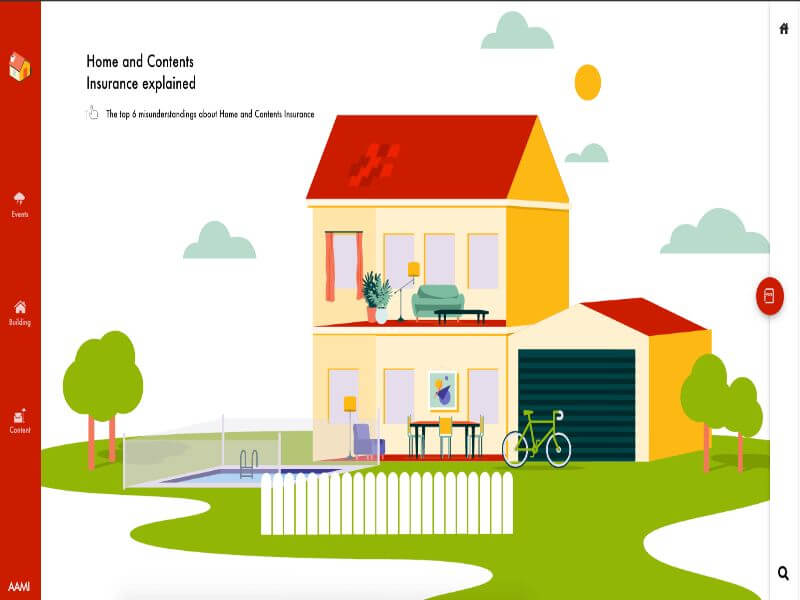 Home and Contents
Insurance explained
The top 6 misunderstandings about Home and Contents Insurance
Events
Building
Content
AAMI